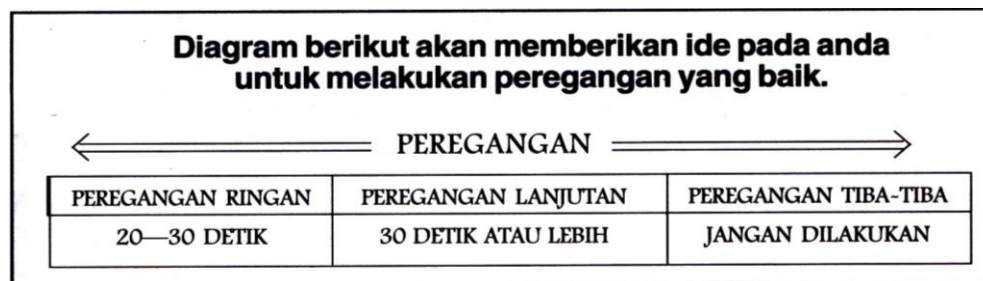 Diagram berikut akan memberikan ide pada anda
untuk melakukan peregangan yang baik.
PEREGANGAN
PEREGANGAN RINGAN PEREGANGAN LANJUTAN PEREGANGAN TIBA-TIBA
20—30 DETIK 30 DETIK ATAU LEBIH JANGAN DILAKUKAN